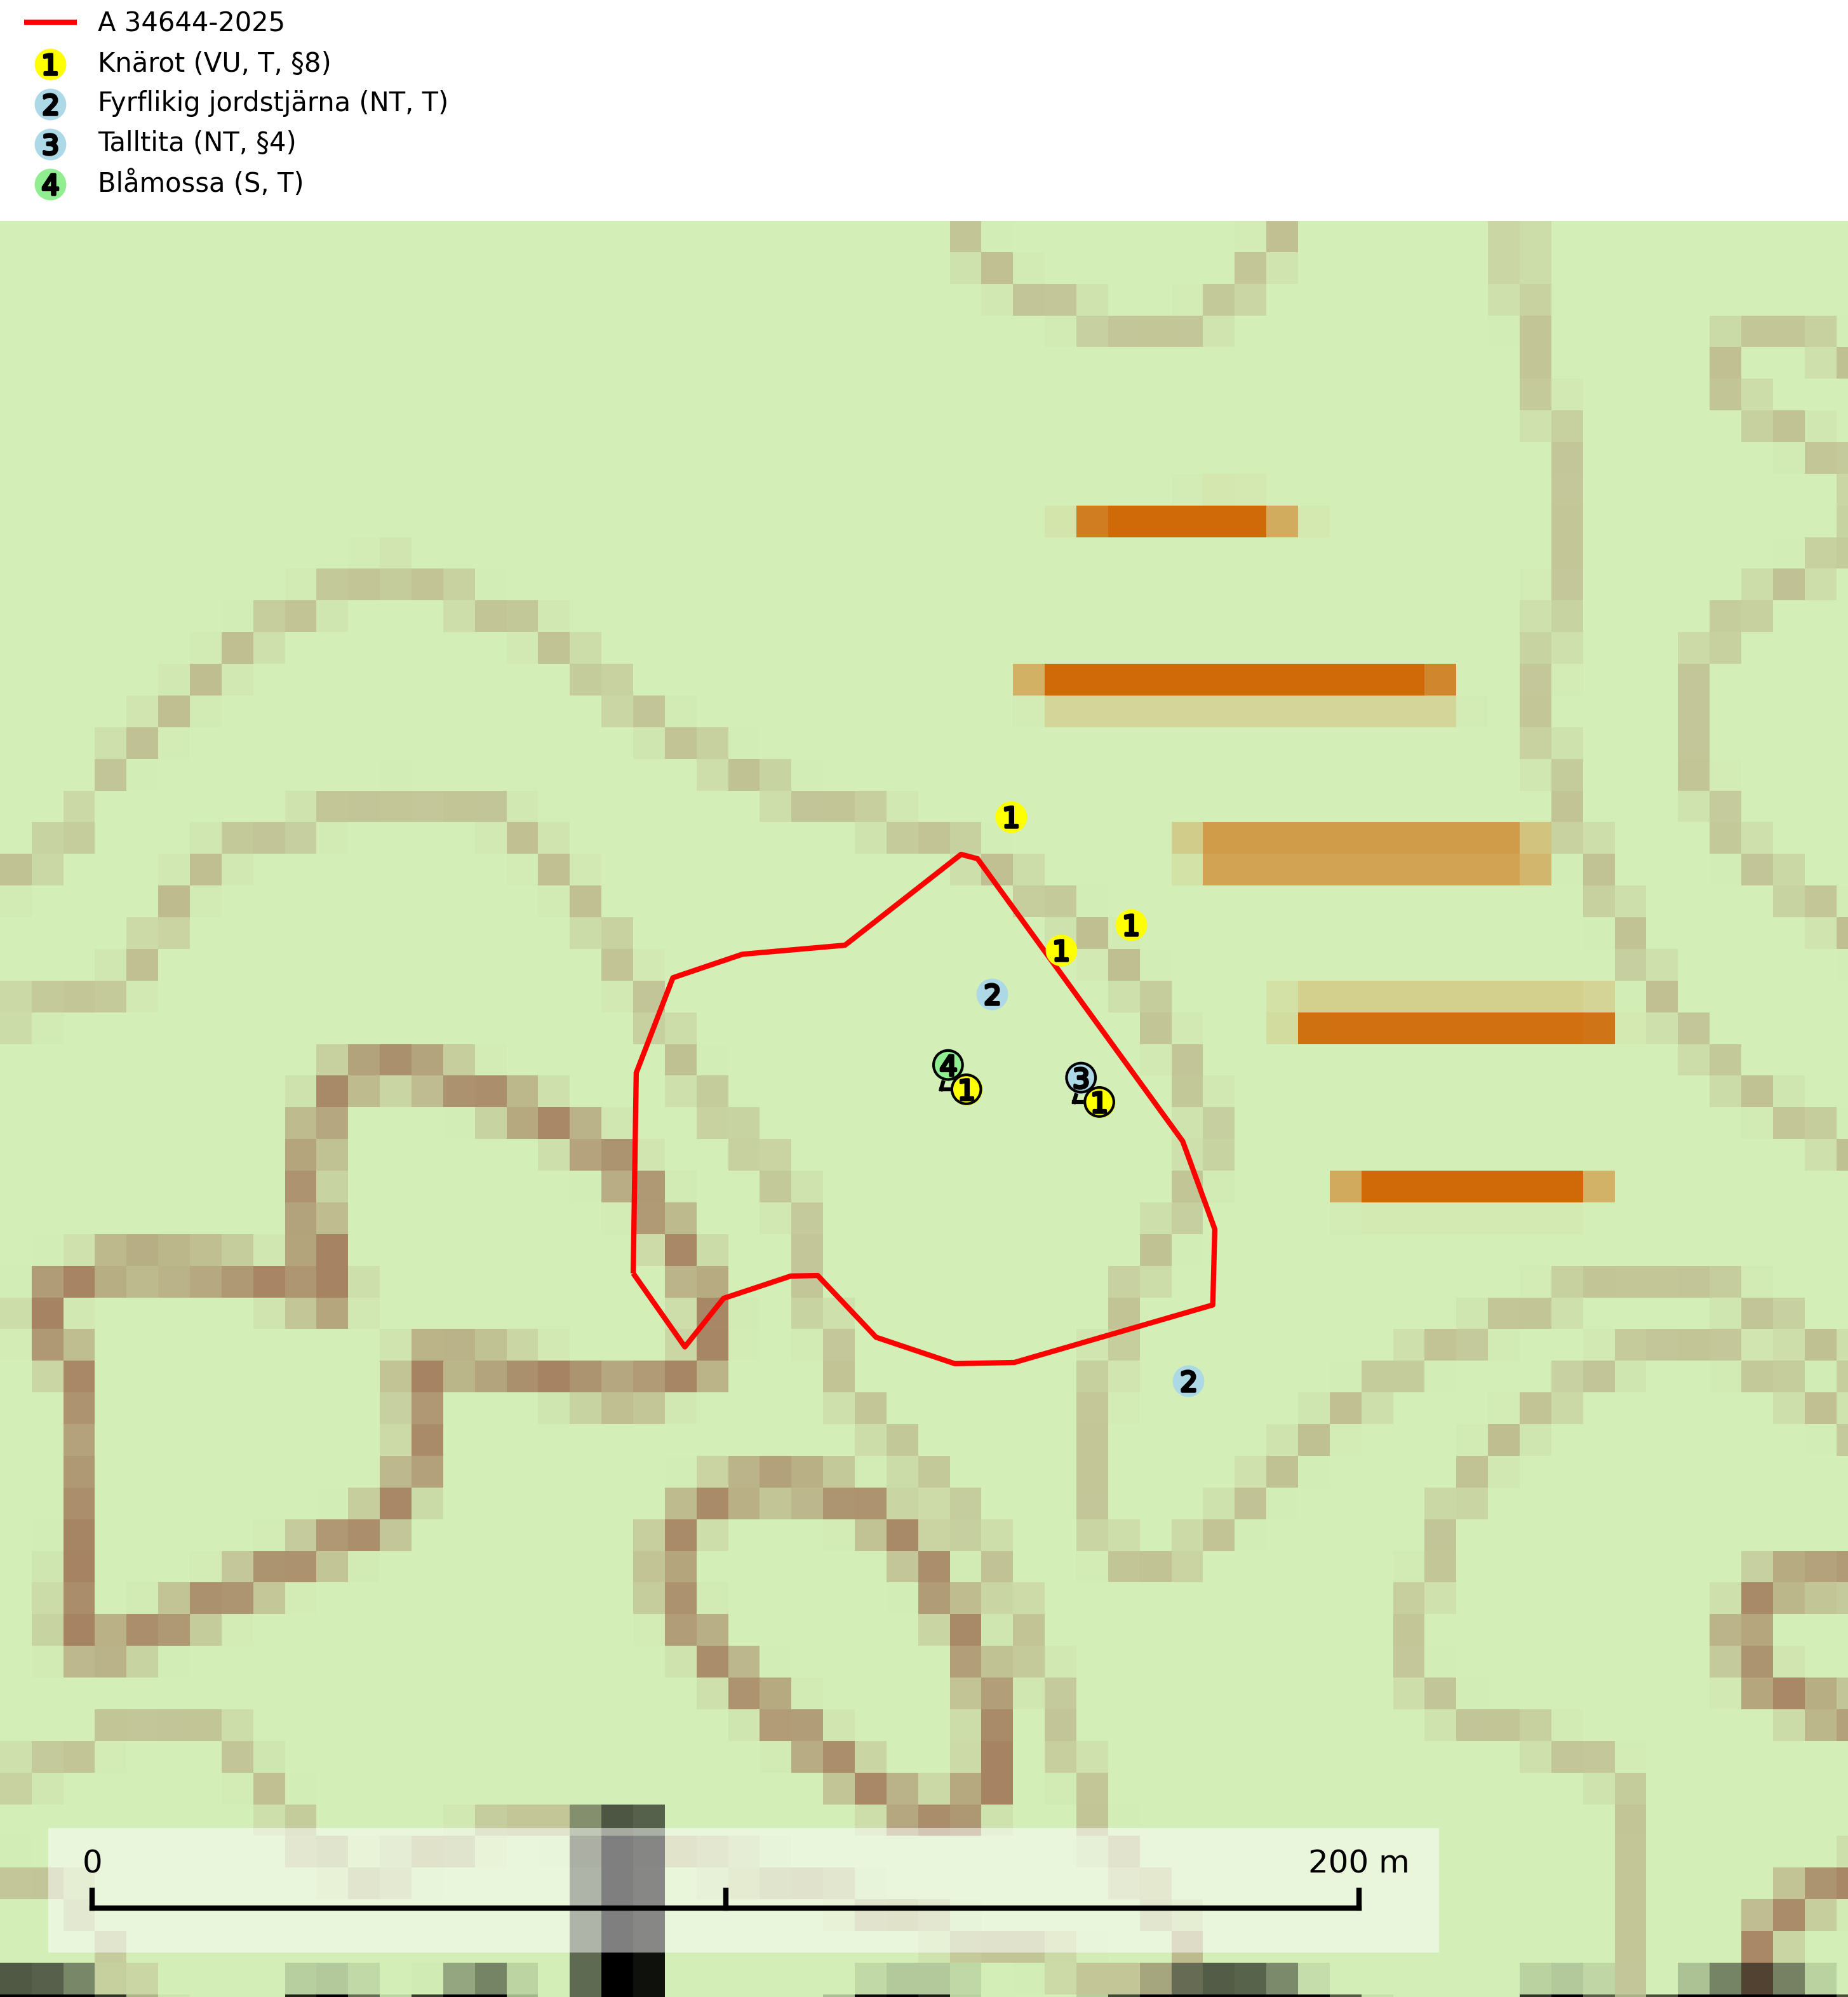 A 34644-2025
1 Knärot (VU, T, §8)
2 Fyrflikig jordstjärna (NT, T)
3 Talltita (NT, §4)
4 Blåmossa (S, T)
1
1
1
2
4
3
1
1
2
0 200 m